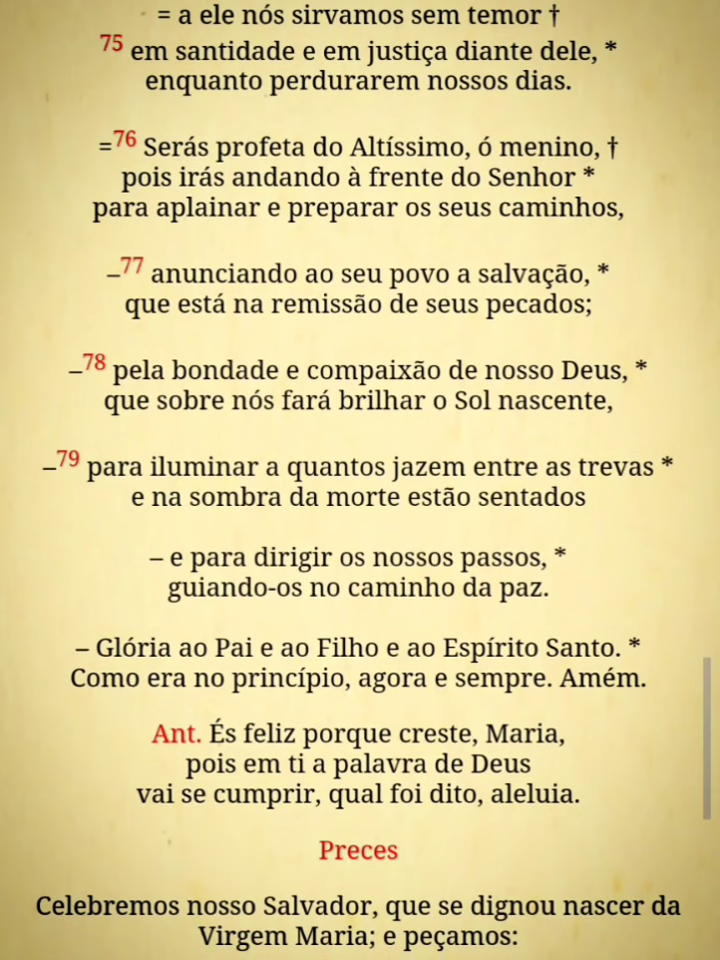 = a ele nós sirvamos sem temor †
75 em santidade e em justiça diante dele, *
enquanto perdurarem nossos dias.
=76 Serás profeta do Altíssimo, ó menino, †
pois irás andando à frente do Senhor *
para aplainar e preparar os seus caminhos,
–77 anunciando ao seu povo a salvação, *
que está na remissão de seus pecados;
–78 pela bondade e compaixão de nosso Deus, *
que sobre nós fará brilhar o Sol nascente,
–79 para iluminar a quantos jazem entre as trevas *
e na sombra da morte estão sentados
– e para dirigir os nossos passos, *
guiando-os no caminho da paz.
– Glória ao Pai e ao Filho e ao Espírito Santo. *
Como era no princípio, agora e sempre. Amém.
Ant. És feliz porque creste, Maria,
pois em ti a palavra de Deus
vai se cumprir, qual foi dito, aleluia.
Preces
Celebremos nosso Salvador, que se dignou nascer da
Virgem Maria; e peçamos: